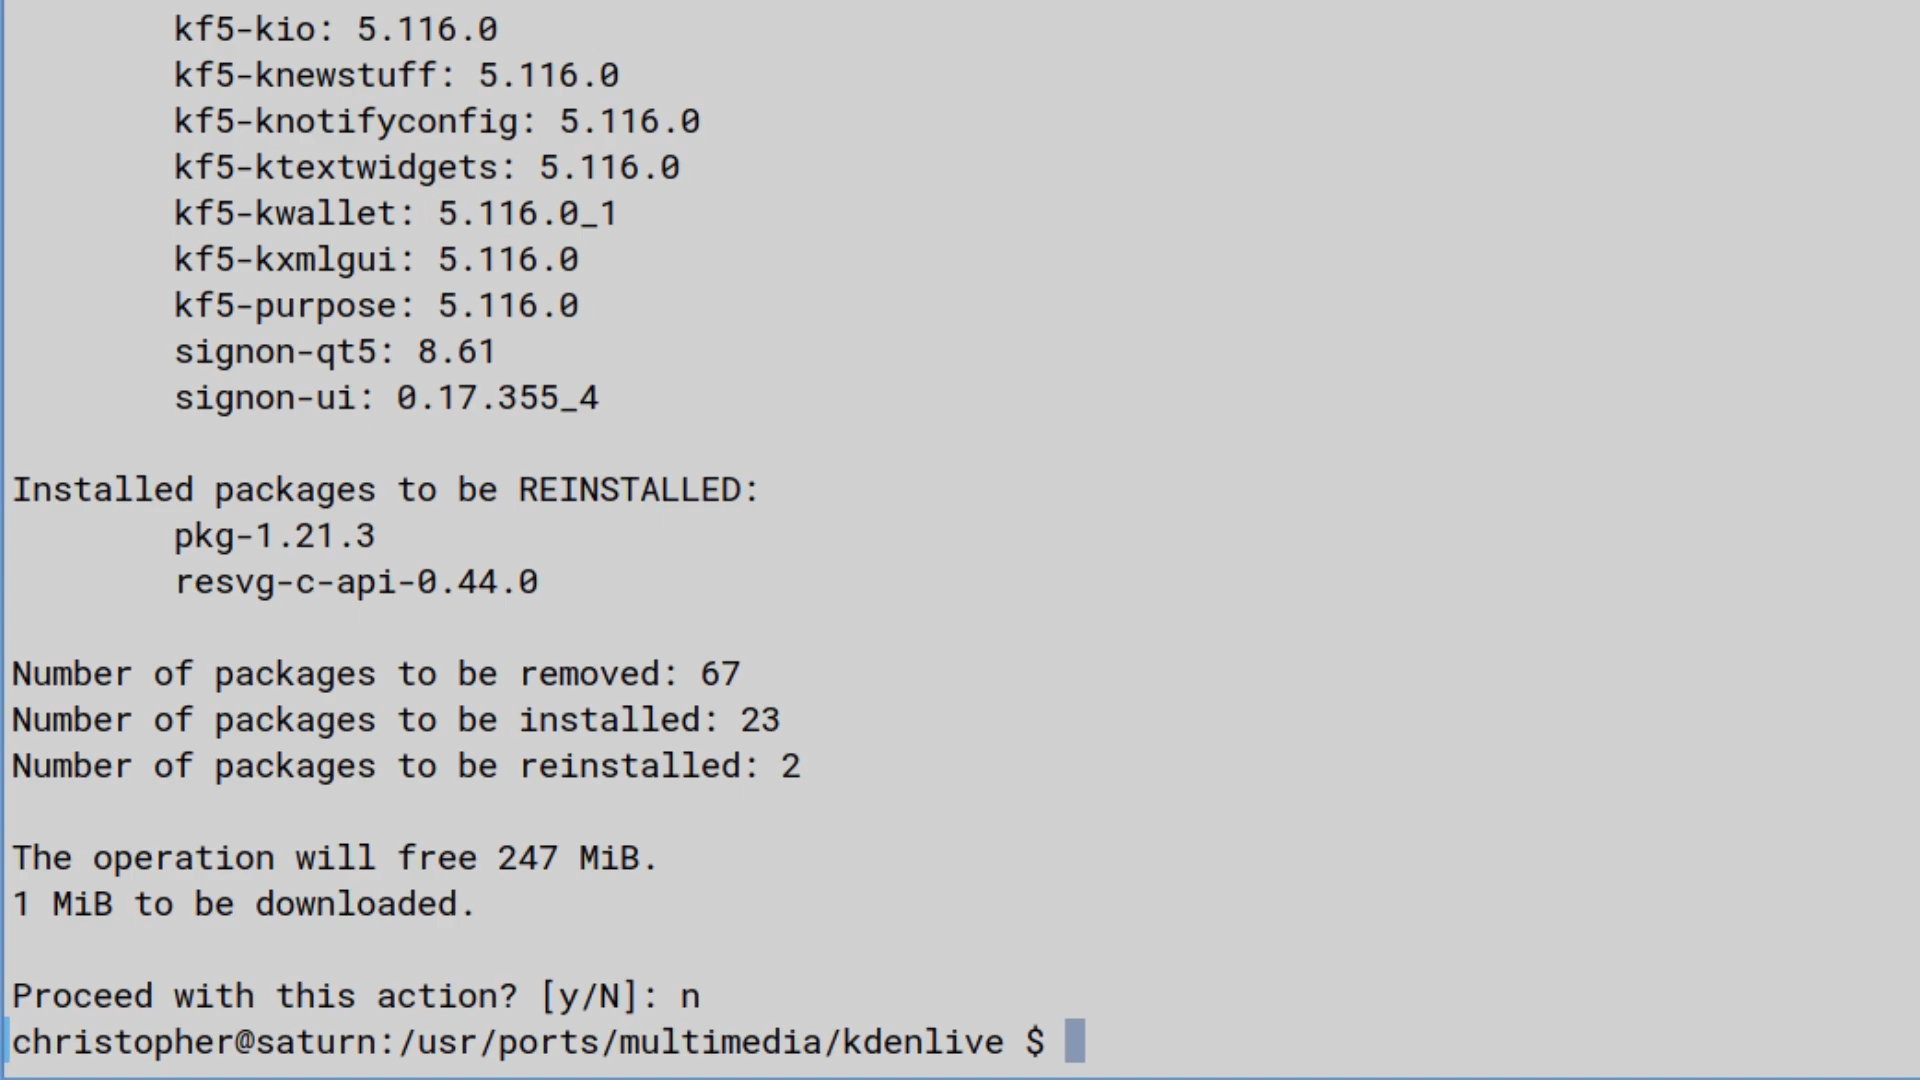 kf5-kio: 5.116.0
kf5-knewstuff: 5.116.0
kf5-knotifyconfig: 5.116.0
kf5-ktextwidgets: 5.116.0
kf5-kwallet: 5.116.0_1
kf5-kxmlgui: 5.116.0
kf5-purpose: 5.116.0
signon-qt5: 8.61
signon-ui: 0.17.355_4
Installed packages to be REINSTALLED:
pkg-1.21.3
resvg-c-api-0.44.0
Number of packages to be removed: 67
Number of packages to be installed: 23
Number of packages to be reinstalled: 2
The operation will free 247 MiB.
1 MiB to be downloaded.
Proceed with this action? [y/N]: n
christopher@saturn:/usr/ports/multimedia/kdenlive $